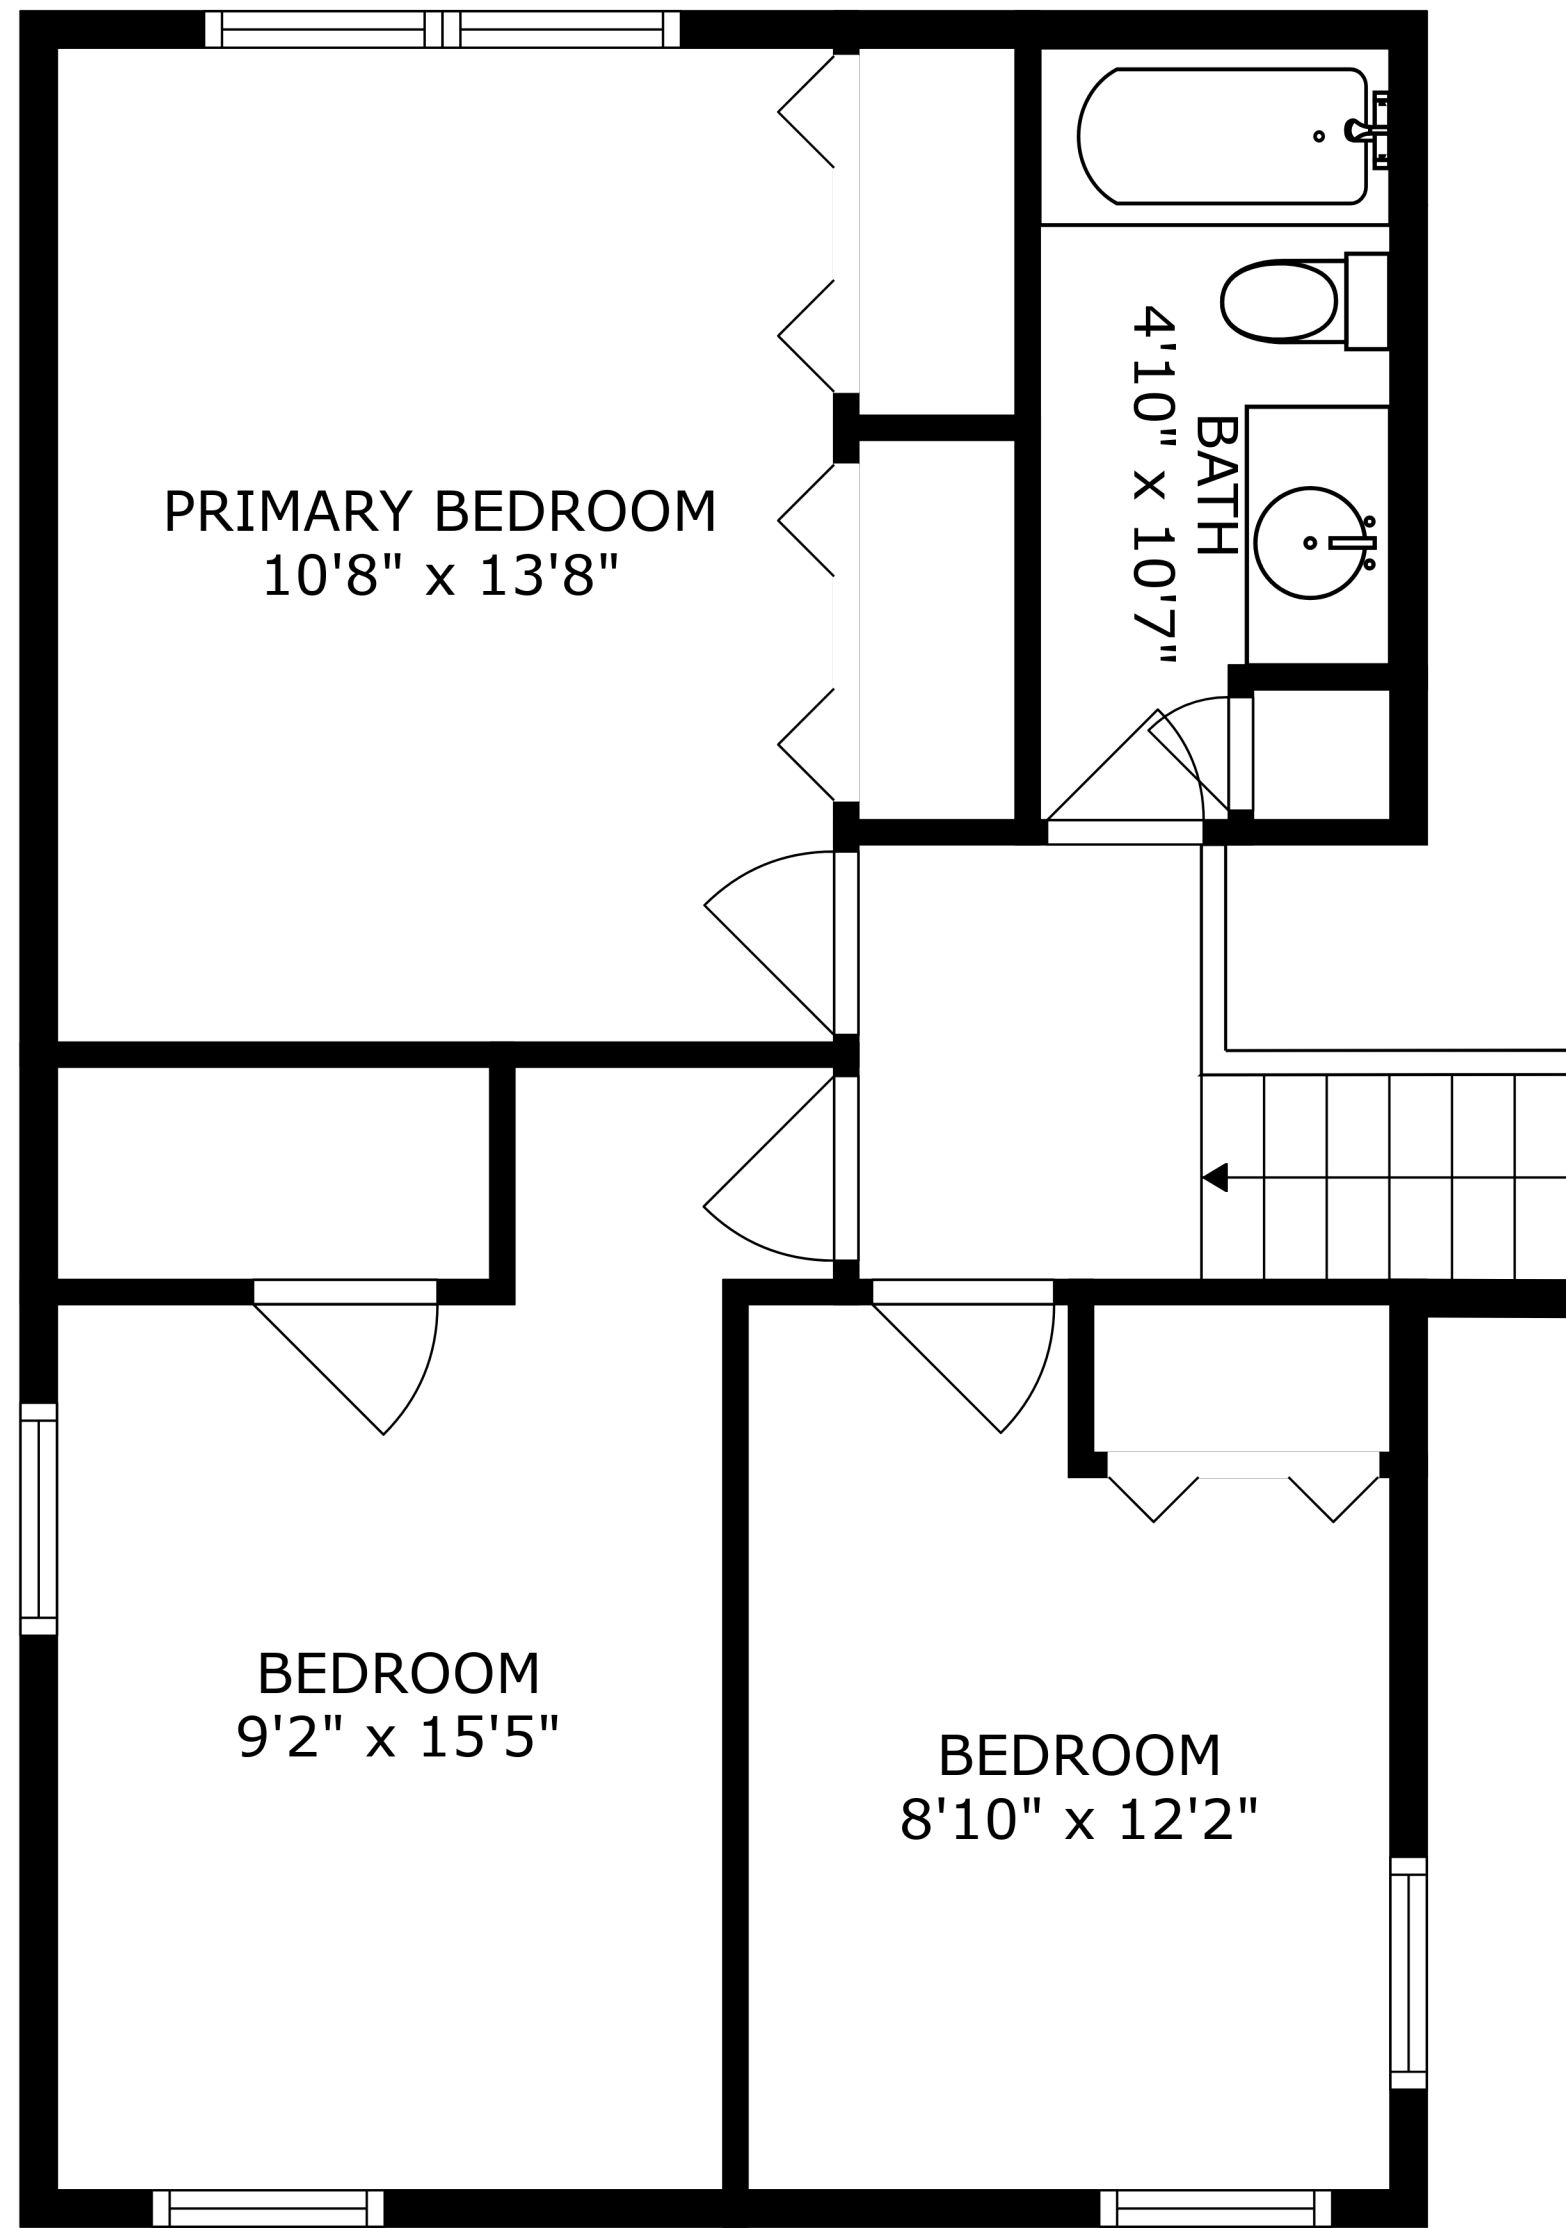 PRIMARY BEDROOM
10'8" x 13'8"
BATH
4'10" x 10'7"
BEDROOM
9'2" x 15'5"
BEDROOM
8'10" x 12'2"